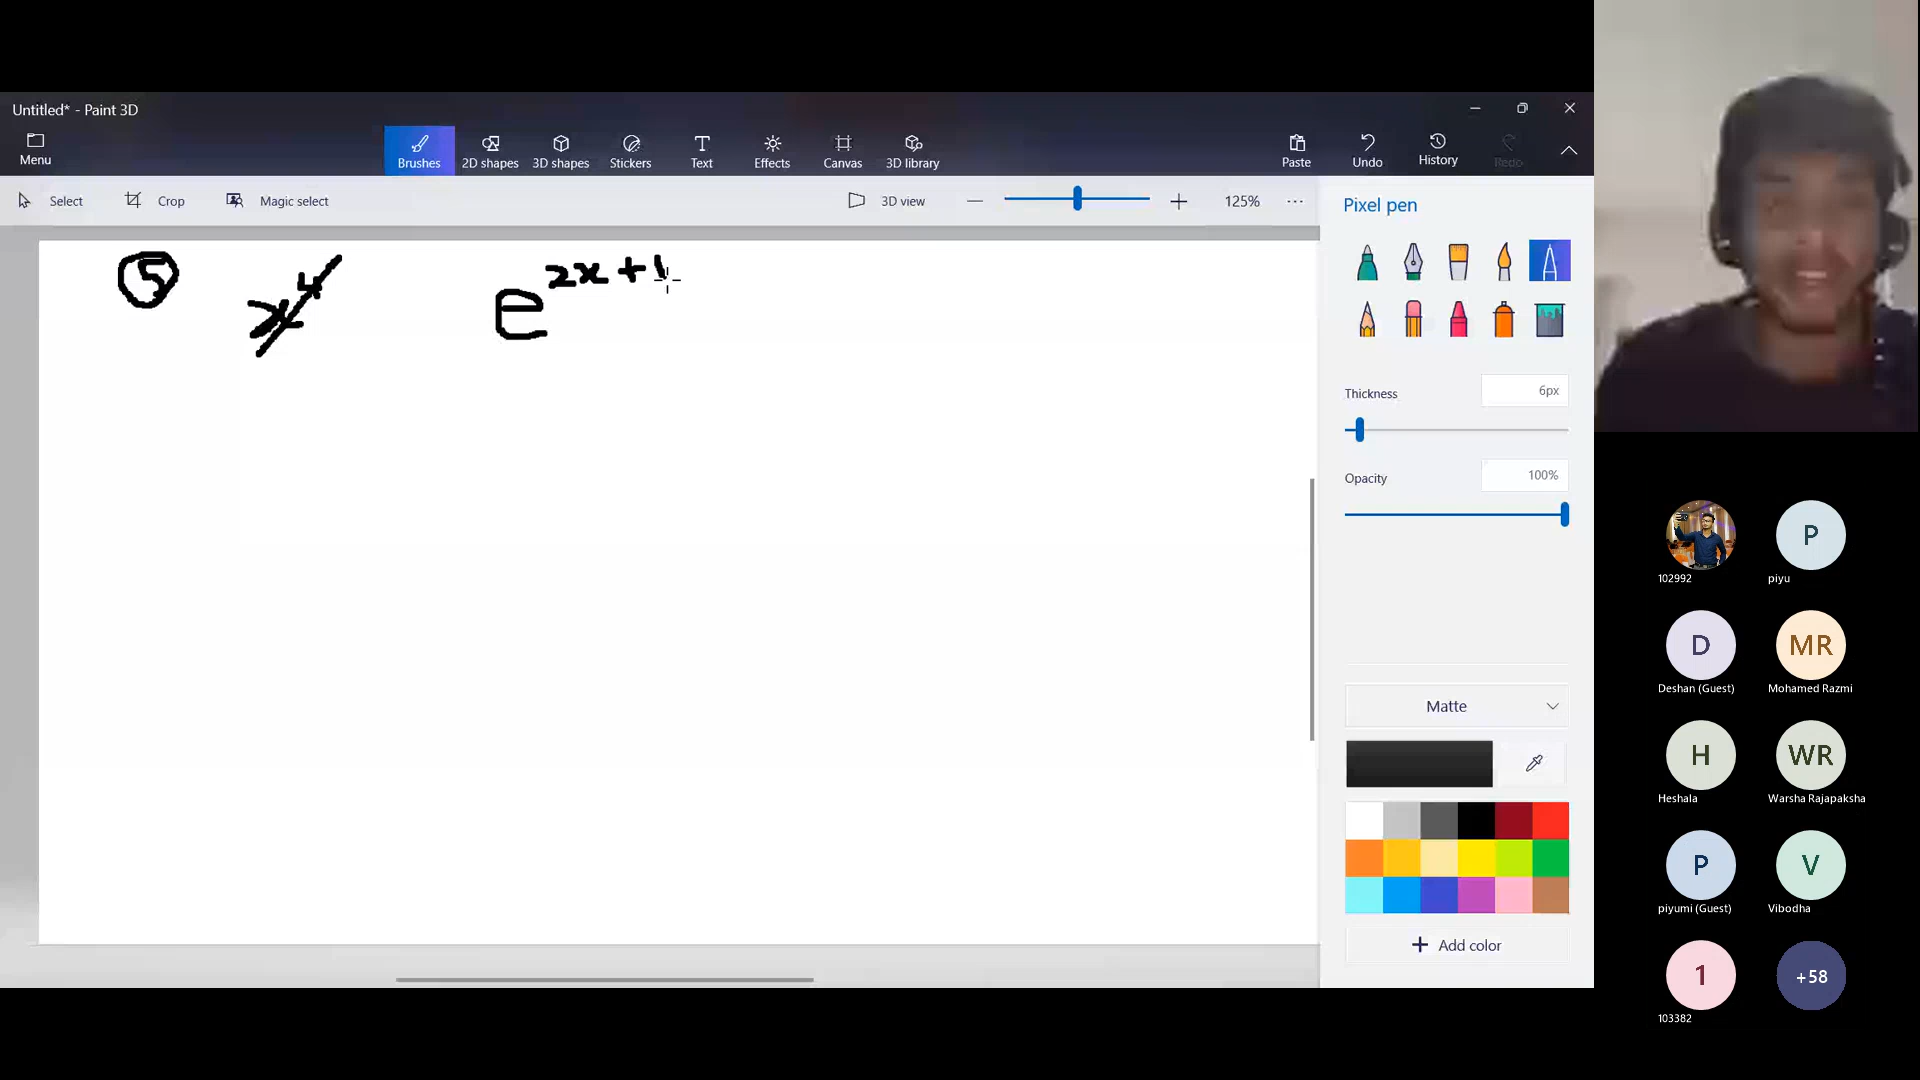 Untitled* - Paint 3D
Menu
Brushes
2D shapes
3D shapes
Stickers
Text
Effects
Canvas
3D library
Paste
Undo
History
Redo
Select
Crop
Magic select
3D view
125%
Pixel pen
⑤
x⁴
e^{2x+
Thickness
6px
Opacity
100%
Matte
Add color
102992
P
piyu
D
Deshan (Guest)
MR
Mohamed Razmi
H
Heshala
WR
Warsha Rajapaksha
P
piyumi (Guest)
V
Vibodha
1
103382
+58